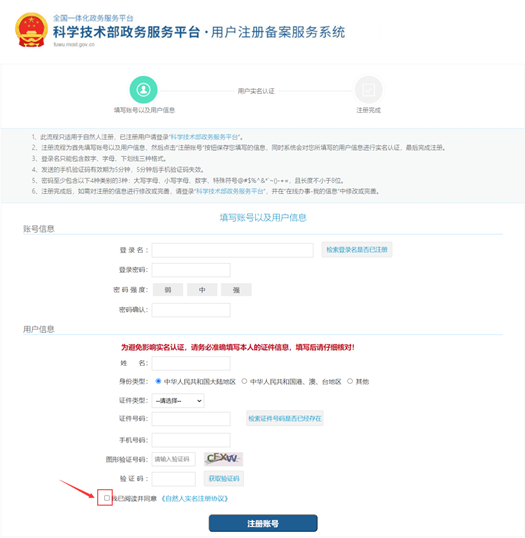 全国一体化政务服务平台
科学技术部政务服务平台·用户注册备案服务系统
fuwu.most.gov.cn
填写账号以及用户信息
用户实名认证
注册完成
1、此流程只适用于自然人注册，已注册用户请登录"科学技术部政务服务平台"。
2、注册流程为首先填写账号以及用户信息，然后点击"注册账号"按钮保存您填写的信息，同时系统会对您所填写的用户信息进行实名认证，最后完成注册。
3、登录名只能包含数字、字母、下划线三种格式。
4、发送的手机验证码有效期为5分钟，5分钟后手机验证码失效。
5、密码至少包含以下4种类别的3种：大写字母、小写字母、数字、特殊符号@#$%^&*~()-+=，且长度不小于8位。
6、注册完成后，如需对注册的信息进行修改或完善，请登录"科学技术部政务服务平台"，并在"在线办事-我的信息"中修改或完善。
填写账号以及用户信息
账号信息
登 录 名： 检索登录名是否已注册
登录密码：
密 码 强 度： 弱 中 强
密码确认：
用户信息
为避免影响实名认证，请务必准确填写本人的证件信息，填写后请仔细核对！
姓 名：
身份类型： 中华人民共和国大陆地区 中华人民共和国港、澳、台地区 其他
证件类型： --请选择--
证件号码： 检索证件号码是否已经存在
手机号码：
图形验证号码： 请输入验证码 CFXW
验 证 码： 获取验证码
我已阅读并同意 《自然人实名注册协议》
注册账号